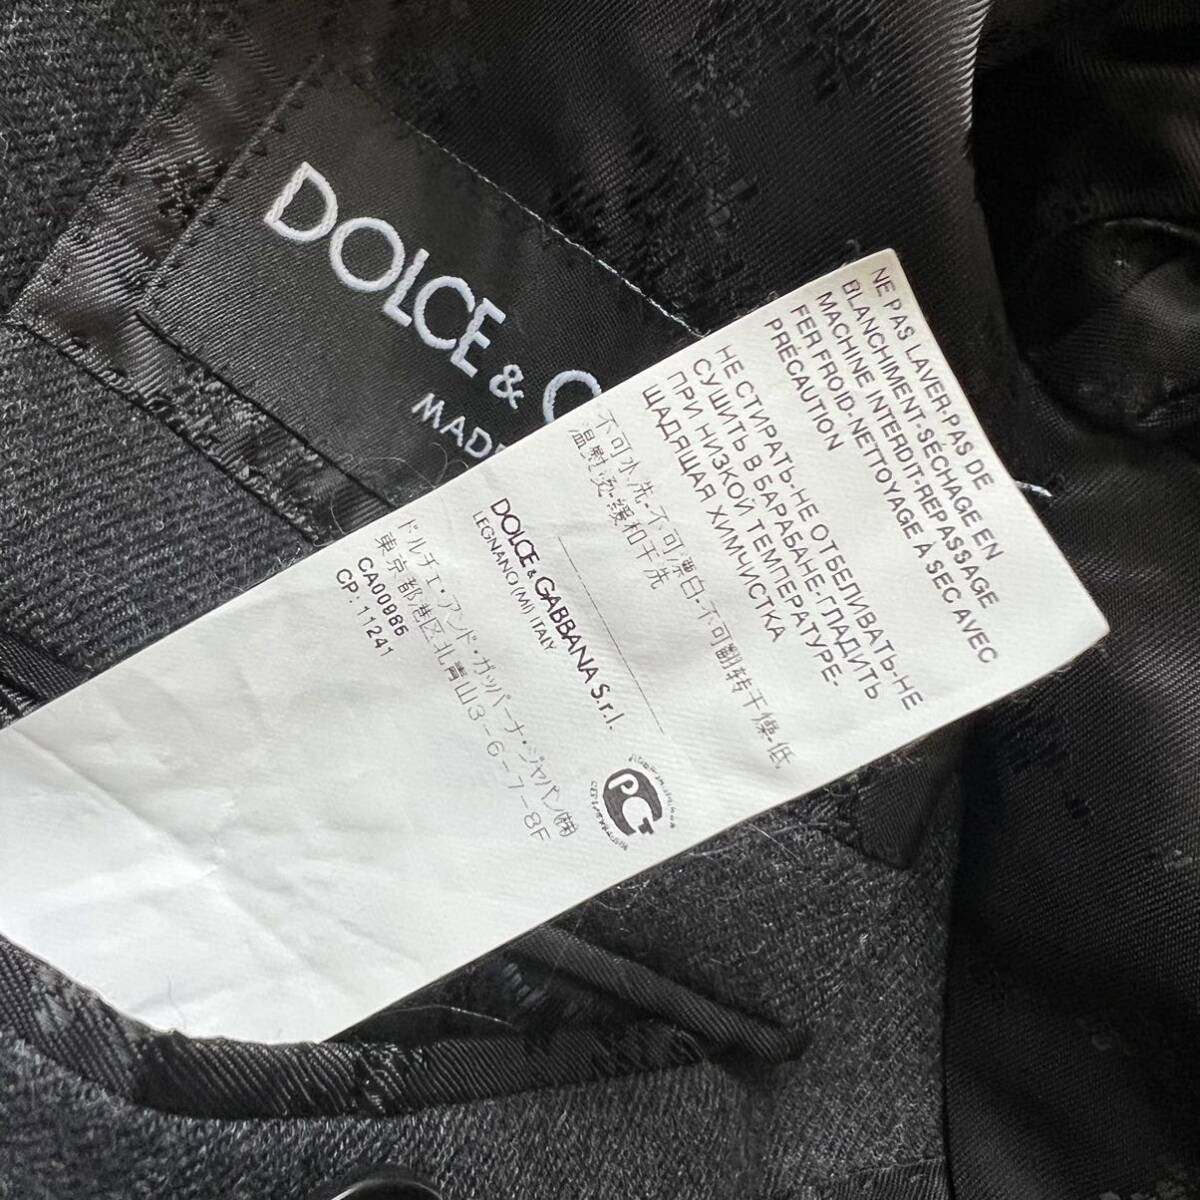 DOLCE &
MADE
NE PAS LAVER-PAS DE
BLANCHIMENT-SECHAGE EN
MACHINE INTERDIT-REPASSAGE
FER FROID-NETTOYAGE A SEC AVEC
PRÉCAUTION
НЕ СТИРАТЬ-НЕ ОТБЕЛИВАТЬ-НЕ
СУШИТЬ В БАРАБАНЕ-ГЛАДИТЬ
ПРИ НИЗКОЙ ТЕМПЕРАТУРЕ-
ЩАДЯЩАЯ ХИМЧИСТКА
不可水洗-不可漂白-不可翻转干燥-低
温熨烫-缓和干洗
DOLCE & GABBANA S.r.l.
LEGNANO (MI) ITALY
ドルチェ・アンド・ガッバーナ・ジャパン(株)
東京都港区北青山3-6-7-8F
CA00986
CP: 11241